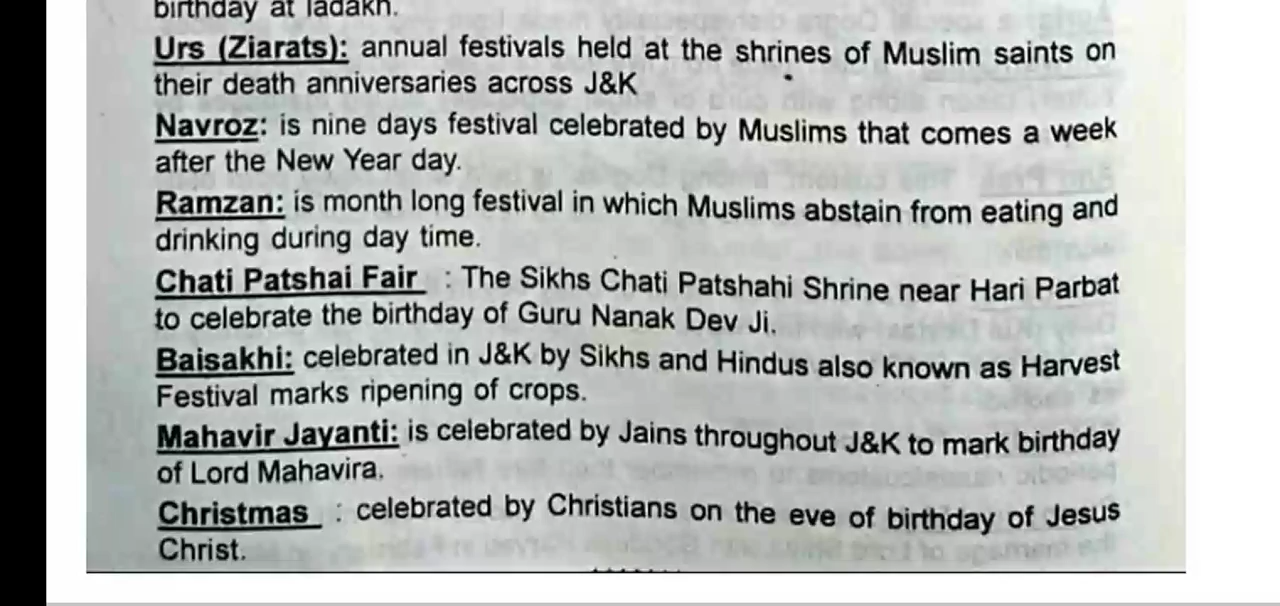 birthday at ladakh.
Urs (Ziarats): annual festivals held at the shrines of Muslim saints on
their death anniversaries across J&K
Navroz: is nine days festival celebrated by Muslims that comes a week
after the New Year day.
Ramzan: is month long festival in which Muslims abstain from eating and
drinking during day time.
Chati Patshai Fair : The Sikhs Chati Patshahi Shrine near Hari Parbat
to celebrate the birthday of Guru Nanak Dev Ji.
Baisakhi: celebrated in J&K by Sikhs and Hindus also known as Harvest
Festival marks ripening of crops.
Mahavir Jayanti: is celebrated by Jains throughout J&K to mark birthday
of Lord Mahavira.
Christmas : celebrated by Christians on the eve of birthday of Jesus
Christ.